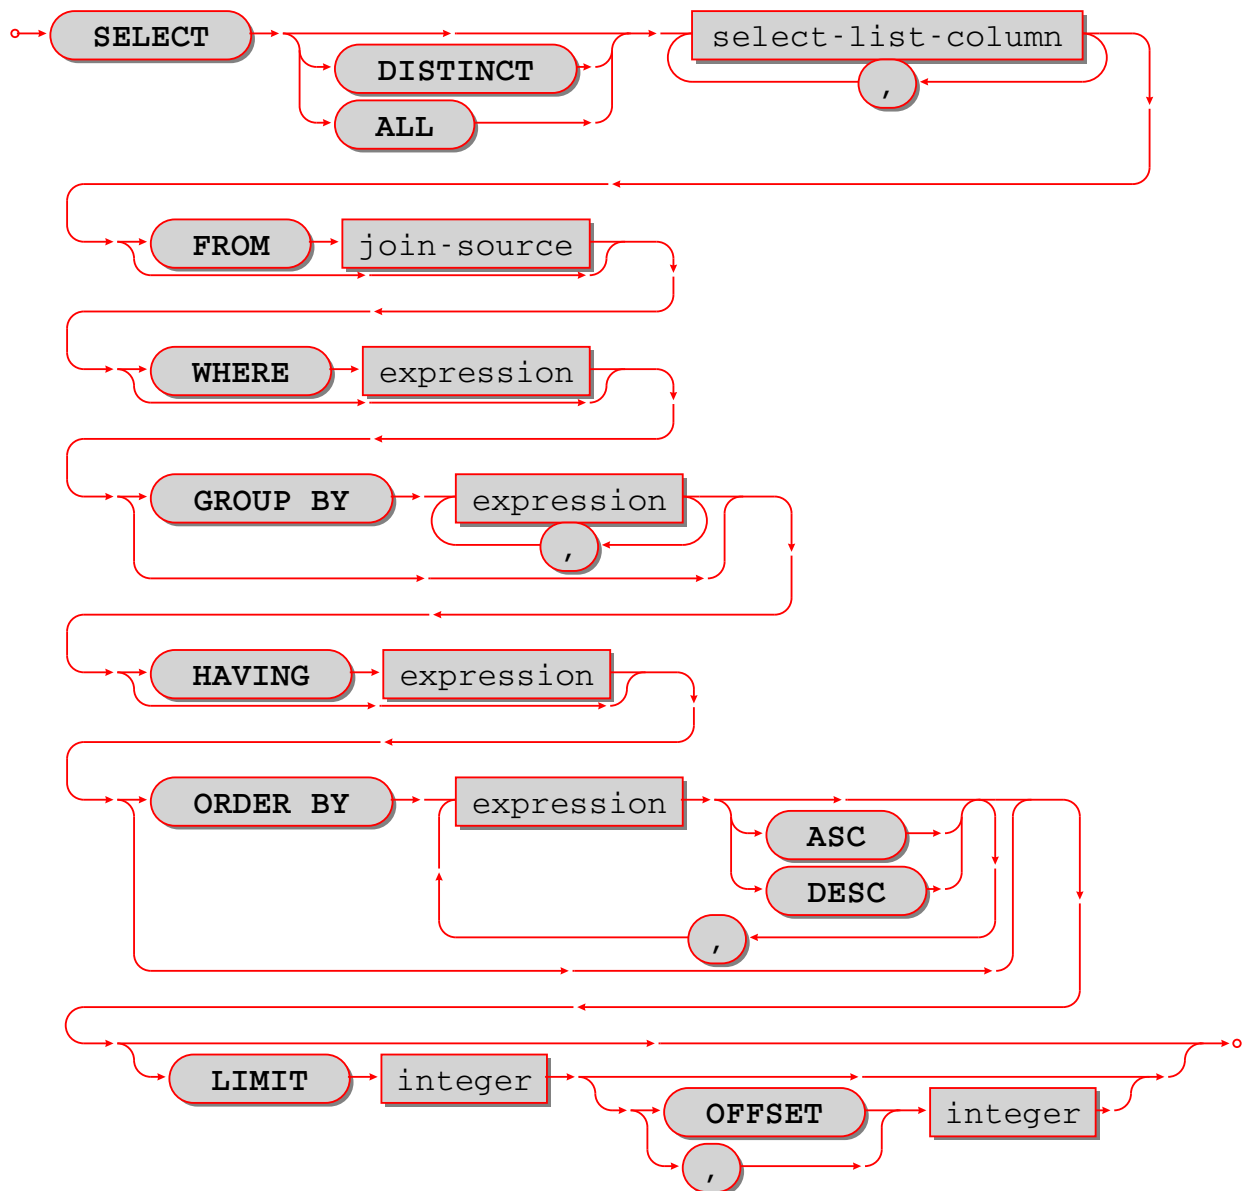 SELECT select-list-column
DISTINCT ,
ALL
FROM join-source
WHERE expression
GROUP BY expression
,
HAVING expression
ORDER BY expression
ASC
DESC
,
LIMIT integer
OFFSET integer
,